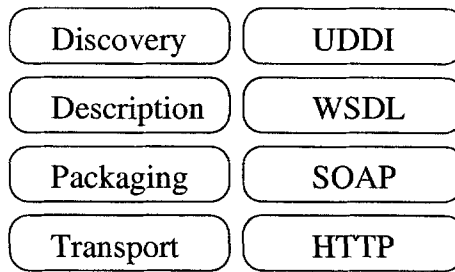 Discovery UDDI
Description WSDL
Packaging SOAP
Transport HTTP